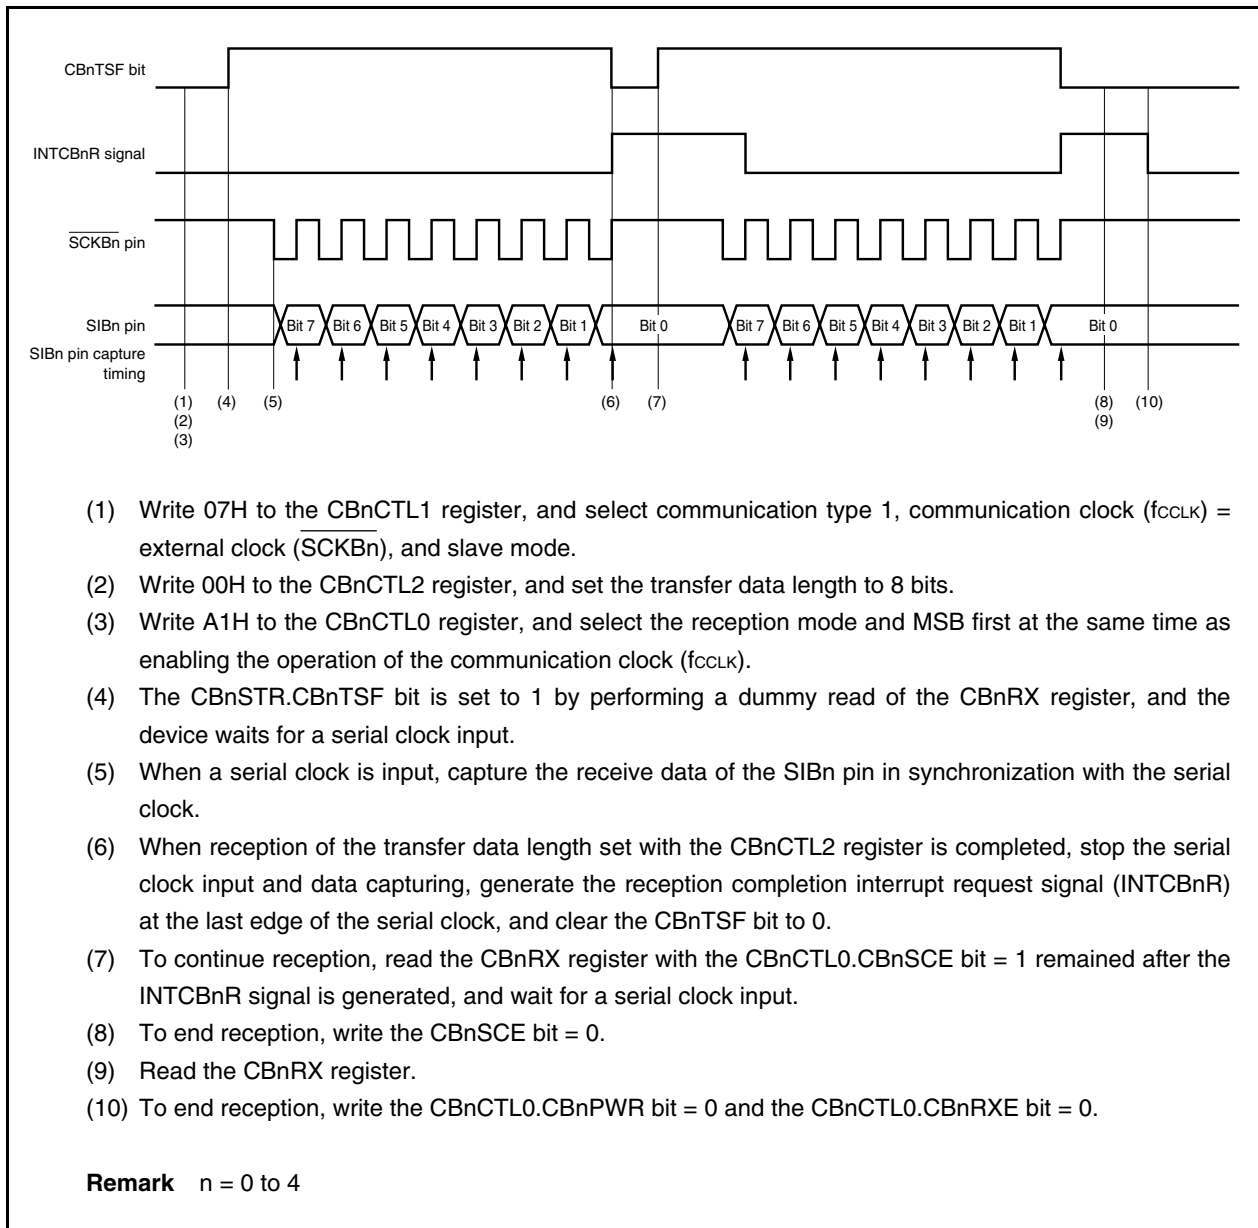 CBnTSF bit
INTCBnR signal
SCKBn pin
SIBn pin
Bit 7 Bit 6 Bit 5 Bit 4 Bit 3 Bit 2 Bit 1 Bit 0 Bit 7 Bit 6 Bit 5 Bit 4 Bit 3 Bit 2 Bit 1 Bit 0
SIBn pin capture
timing
(1) (4) (5) (6) (7) (8) (10)
(2) (9)
(3)
(1) Write 07H to the CBnCTL1 register, and select communication type 1, communication clock (fCCLK) =
external clock (SCKBn), and slave mode.
(2) Write 00H to the CBnCTL2 register, and set the transfer data length to 8 bits.
(3) Write A1H to the CBnCTL0 register, and select the reception mode and MSB first at the same time as
enabling the operation of the communication clock (fCCLK).
(4) The CBnSTR.CBnTSF bit is set to 1 by performing a dummy read of the CBnRX register, and the
device waits for a serial clock input.
(5) When a serial clock is input, capture the receive data of the SIBn pin in synchronization with the serial
clock.
(6) When reception of the transfer data length set with the CBnCTL2 register is completed, stop the serial
clock input and data capturing, generate the reception completion interrupt request signal (INTCBnR)
at the last edge of the serial clock, and clear the CBnTSF bit to 0.
(7) To continue reception, read the CBnRX register with the CBnCTL0.CBnSCE bit = 1 remained after the
INTCBnR signal is generated, and wait for a serial clock input.
(8) To end reception, write the CBnSCE bit = 0.
(9) Read the CBnRX register.
(10) To end reception, write the CBnCTL0.CBnPWR bit = 0 and the CBnCTL0.CBnRXE bit = 0.
Remark n = 0 to 4